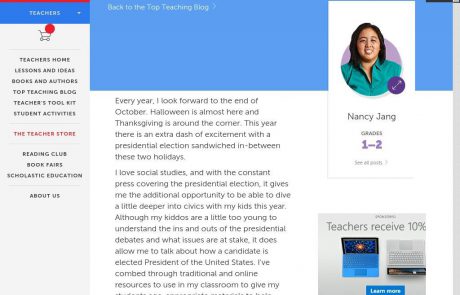 TEACHERS
Back to the Top Teaching Blog
TEACHERS HOME
LESSONS AND IDEAS
BOOKS AND AUTHORS
TOP TEACHING BLOG
TEACHER'S TOOL KIT
STUDENT ACTIVITIES
THE TEACHER STORE
READING CLUB
BOOK FAIRS
SCHOLASTIC EDUCATION
ABOUT US
Every year, I look forward to the end of
October. Halloween is almost here and
Thanksgiving is around the corner. This year
there is an extra dash of excitement with a
presidential election sandwiched in-between
these two holidays.
I love social studies, and with the constant
press covering the presidential election, it gives
me the additional opportunity to be able to dive
a little deeper into civics with my kids this year.
Although my kiddos are a little too young to
understand the ins and outs of the presidential
debates and what issues are at stake, it does
allow me to talk about how a candidate is
elected President of the United States. I've
combed through traditional and online
resources to use in my classroom to give my
Nancy Jang
GRADES
1–2
See all posts
Teachers receive 10%
Learn more